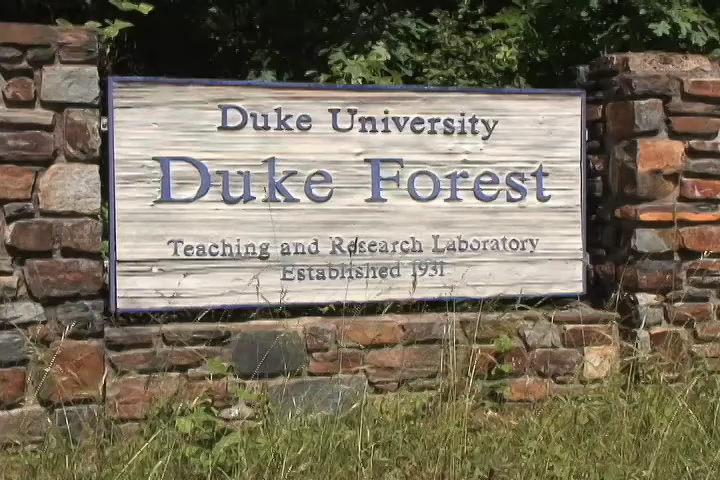 Duke University
Duke Forest
Teaching and Research Laboratory
Established 1931